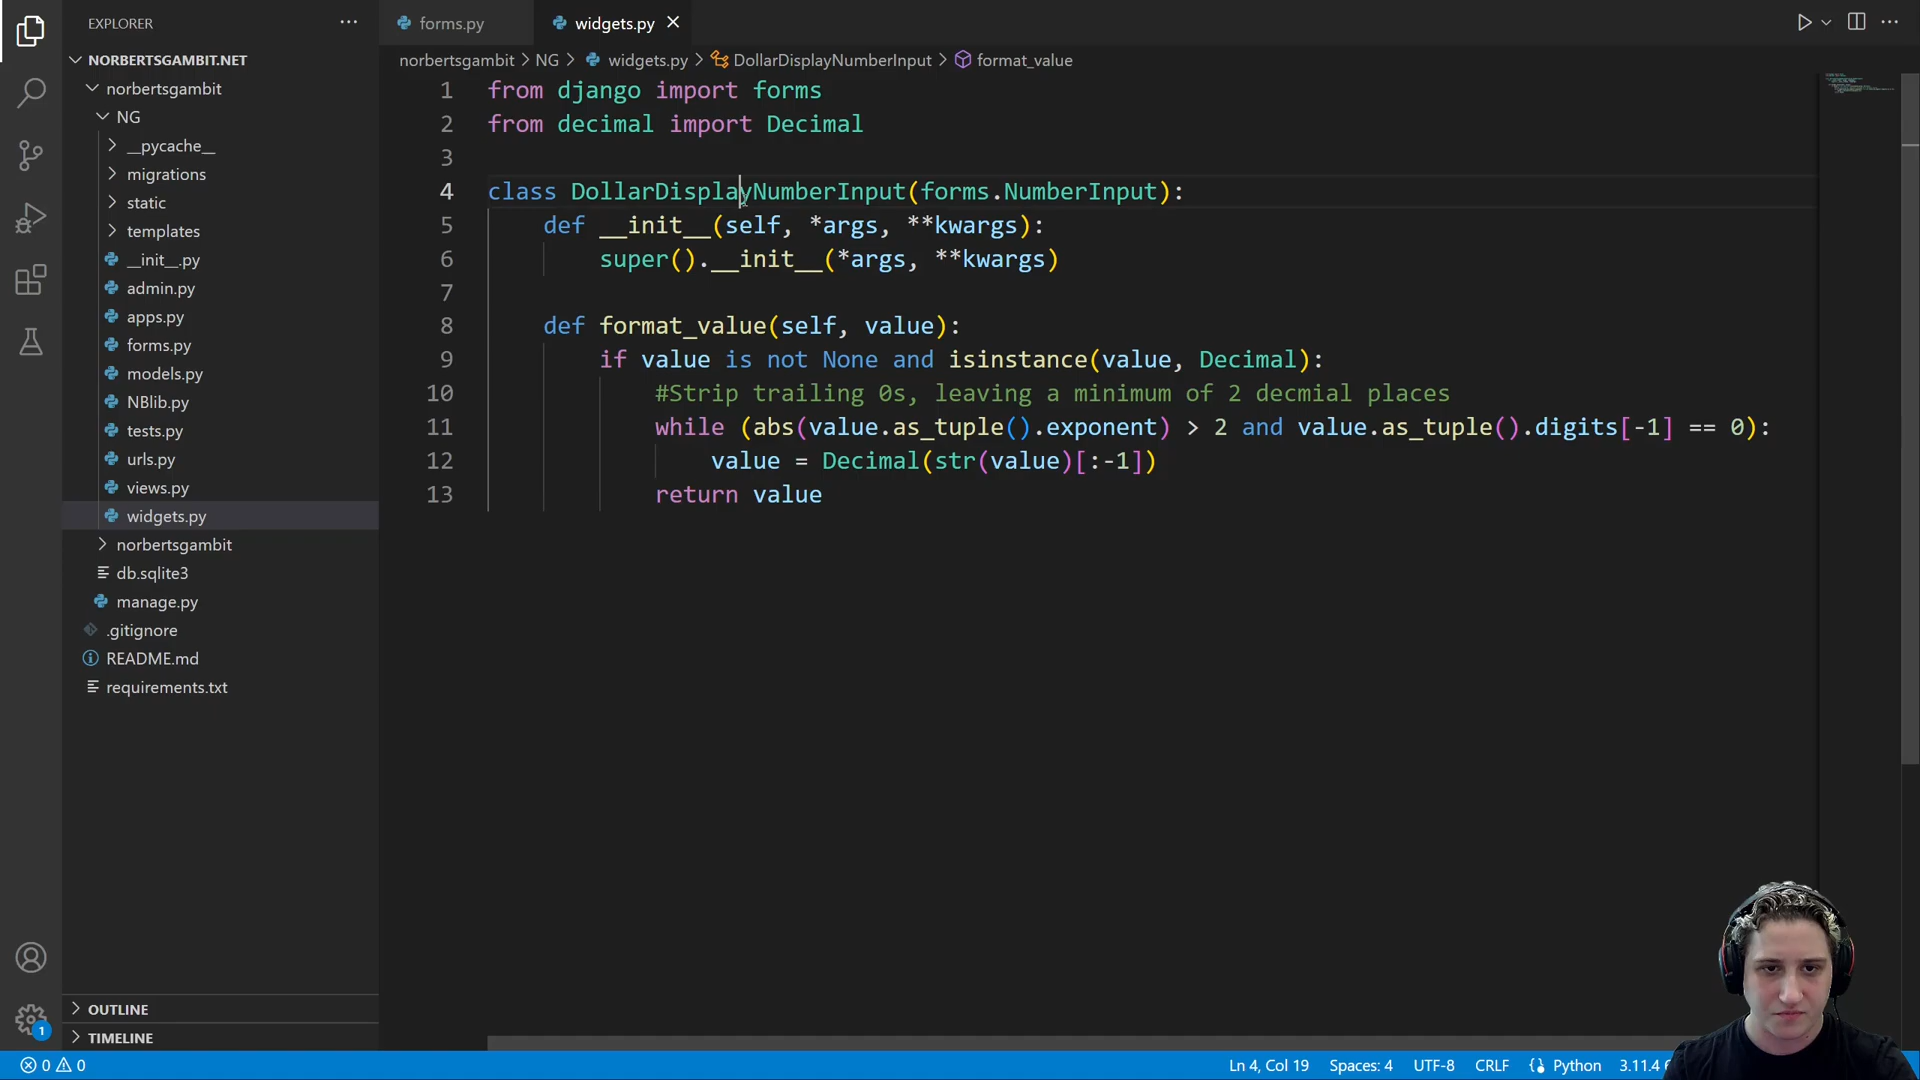 EXPLORER
NORBERTSGAMBIT.NET
norbertsgambit
NG
__pycache__
migrations
static
templates
__init__.py
admin.py
apps.py
forms.py
models.py
NBlib.py
tests.py
urls.py
views.py
widgets.py
norbertsgambit
db.sqlite3
manage.py
.gitignore
README.md
requirements.txt
OUTLINE
TIMELINE
1
forms.py
widgets.py
norbertsgambit > NG > widgets.py > DollarDisplayNumberInput > format_value
1 from django import forms
2 from decimal import Decimal
3
4 class DollarDisplayNumberInput(forms.NumberInput):
5 def __init__(self, *args, **kwargs):
6 super().__init__(*args, **kwargs)
7
8 def format_value(self, value):
9 if value is not None and isinstance(value, Decimal):
10 #Strip trailing 0s, leaving a minimum of 2 decmial places
11 while (abs(value.as_tuple().exponent) > 2 and value.as_tuple().digits[-1] == 0):
12 value = Decimal(str(value)[:-1])
13 return value
0 0
Ln 4, Col 19 Spaces: 4 UTF-8 CRLF Python 3.11.4